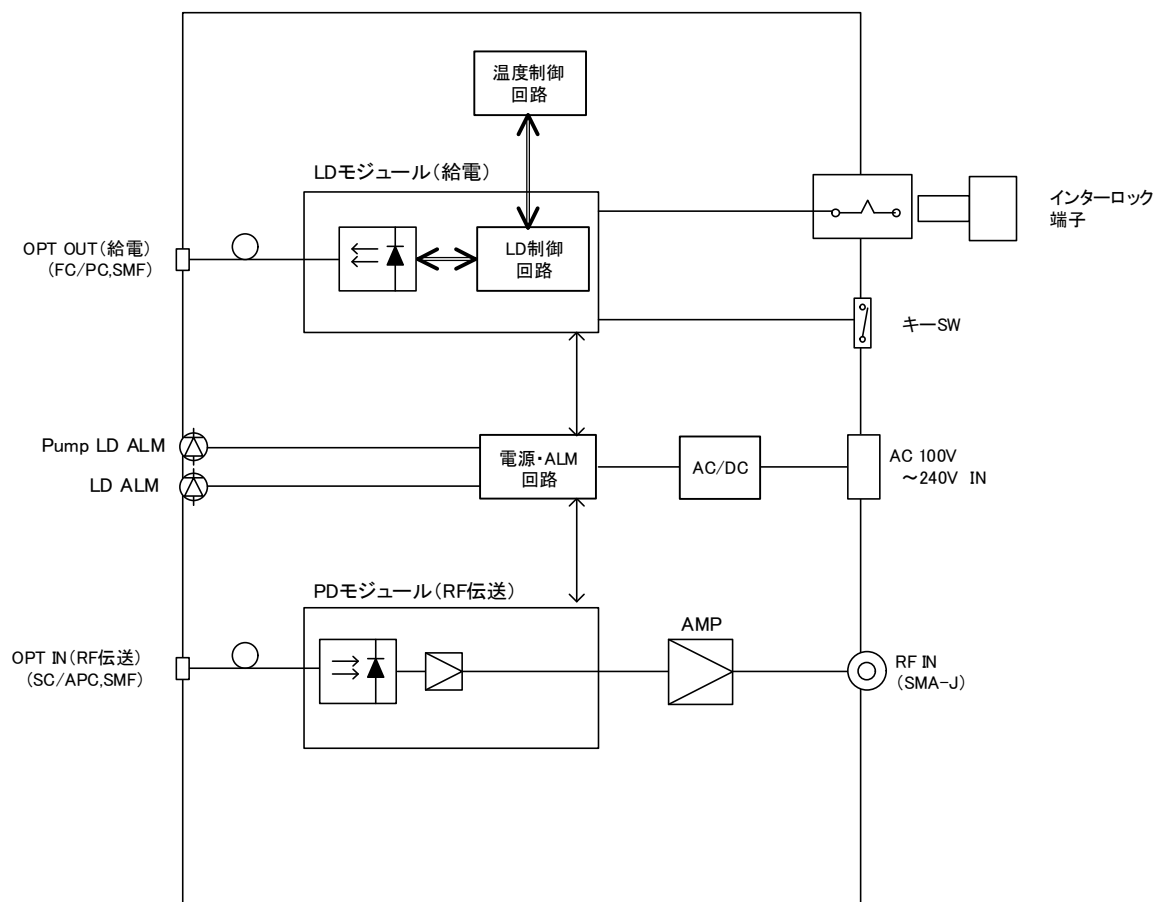 温度制御
回路
LDモジュール(給電)
インターロック
端子
OPT OUT(給電)
(FC/PC,SMF)
LD制御
回路
キーSW
Pump LD ALM
LD ALM
電源・ALM
回路
AC/DC
AC 100V
～240V IN
PDモジュール(RF伝送)
AMP
OPT IN(RF伝送)
(SC/APC,SMF)
RF IN
(SMA-J)